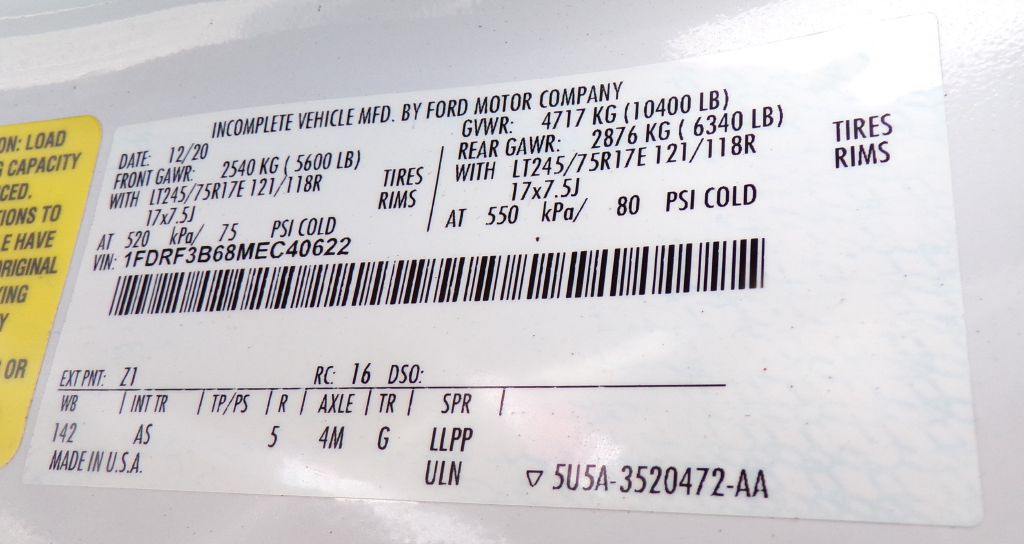 ON: LOAD
G CAPACITY
CED.
IONS TO
E HAVE
RIGINAL
ING
Y
OR
INCOMPLETE VEHICLE MFD. BY FORD MOTOR COMPANY
DATE: 12/20 GVWR: 4717 KG (10400 LB)
FRONT GAWR: 2540 KG ( 5600 LB) REAR GAWR: 2876 KG ( 6340 LB)
WITH LT245/75R17E 121/118R TIRES WITH LT245/75R17E 121/118R TIRES
17x7.5J RIMS 17x7.5J RIMS
AT 520 kPa/ 75 PSI COLD AT 550 kPa/ 80 PSI COLD
VIN: 1FDRF3B68MEC40622
EXT PNT: Z1 RC: 16 DSO:
WB | INT TR | TP/PS | R | AXLE | TR | SPR |
142 AS 5 4M G LLPP
MADE IN U.S.A. ULN ▽ 5U5A-3520472-AA